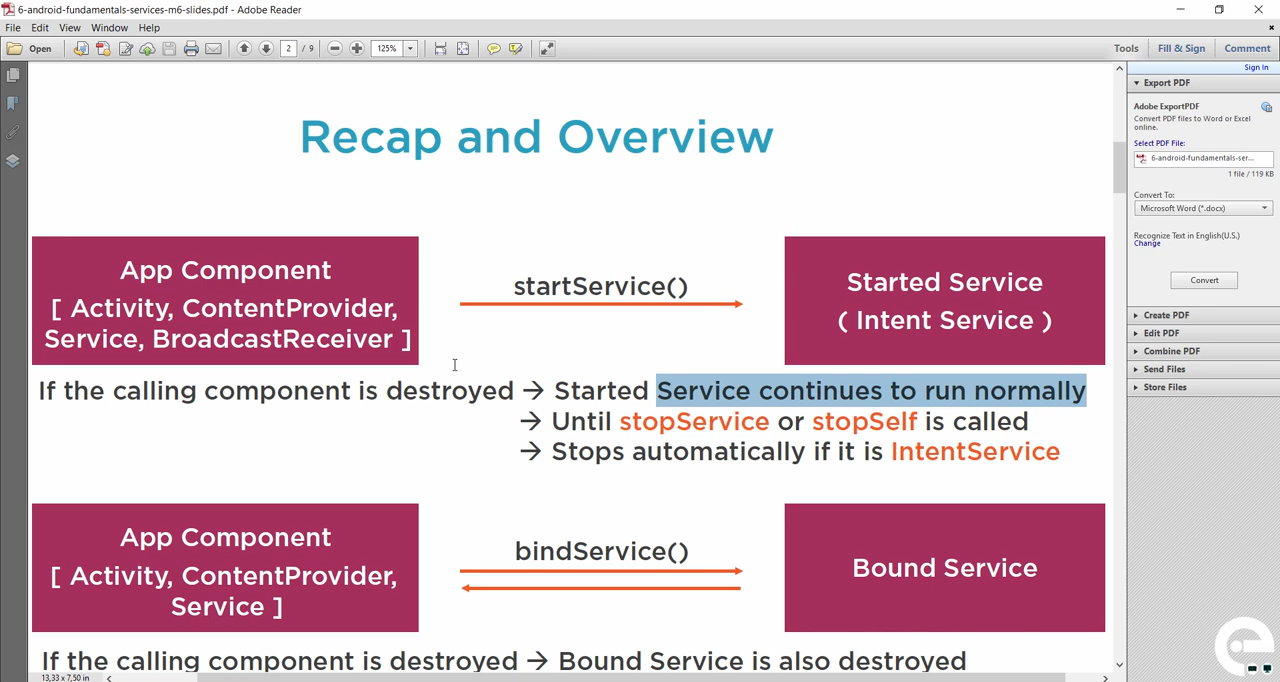 6-android-fundamentals-services-m6-slides.pdf - Adobe Reader
File Edit View Window Help
Open 2 / 9 125% Tools Fill & Sign Comment
Sign In
Export PDF
Adobe ExportPDF
Convert PDF files to Word or Excel
online.
Select PDF File:
6-android-fundamentals-ser...
1 file / 119 KB
Convert To:
Microsoft Word (*.docx)
Recognize Text in English(U.S.)
Change
Convert
Create PDF
Edit PDF
Combine PDF
Send Files
Store Files
Recap and Overview
App Component
[ Activity, ContentProvider,
Service, BroadcastReceiver ]
startService()
Started Service
( Intent Service )
If the calling component is destroyed → Started Service continues to run normally
→ Until stopService or stopSelf is called
→ Stops automatically if it is IntentService
App Component
[ Activity, ContentProvider,
Service ]
bindService()
Bound Service
If the calling component is destroyed → Bound Service is also destroyed
13,33 x 7,50 in